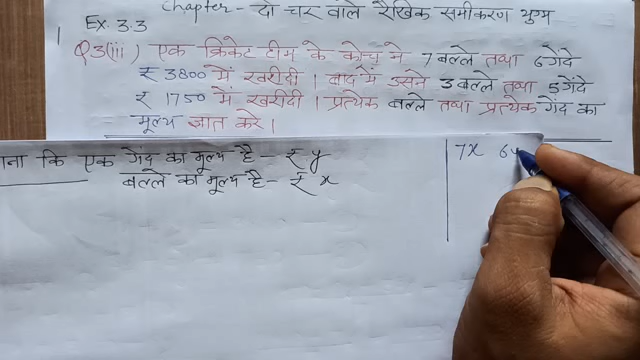 Chapter - दो चर वाले रैखिक समीकरण युग्म
Ex 3.3
Q3(iii) एक क्रिकेट टीम के कोच ने 7 बल्ले तथा 6 गेंदे
₹ 3800 में खरीदी। बाद में उसने 3 बल्ले तथा 5 गेंदे
₹ 1750 में खरीदी। प्रत्येक बल्ले तथा प्रत्येक गेंद का
मूल्य ज्ञात करे।
माना कि एक गेंद का मूल्य है - ₹ y
बल्ले का मूल्य है - ₹ x
7x 6y